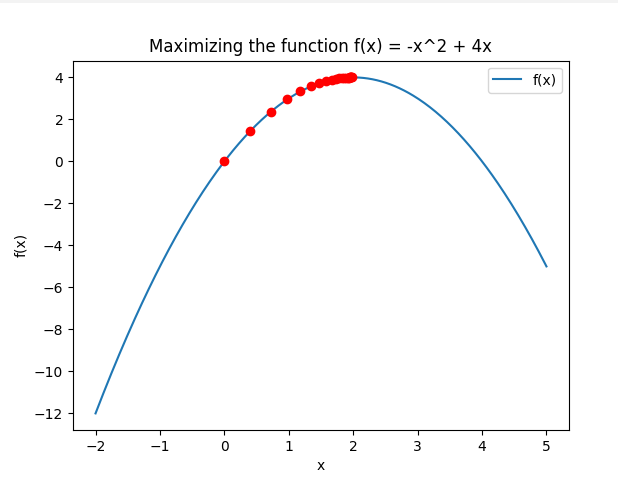 Maximizing the function f(x) = -x^2 + 4x
f(x)
4
2
0
−2
−4
−6
−8
−10
−12
f(x)
−2 −1 0 1 2 3 4 5
x